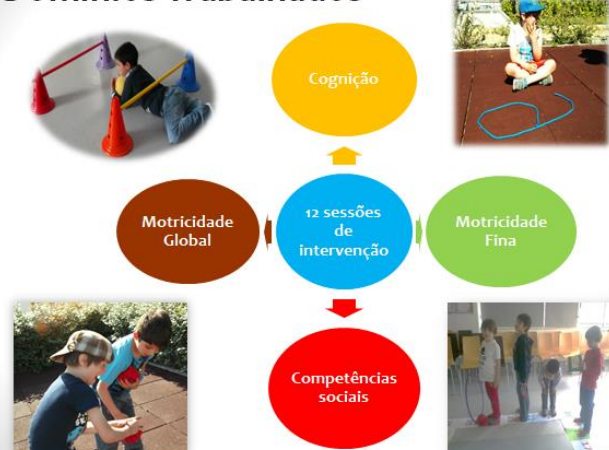 Cognição
Motricidade
Global
12 sessões
de
intervenção
Motricidade
Fina
Competências
sociais